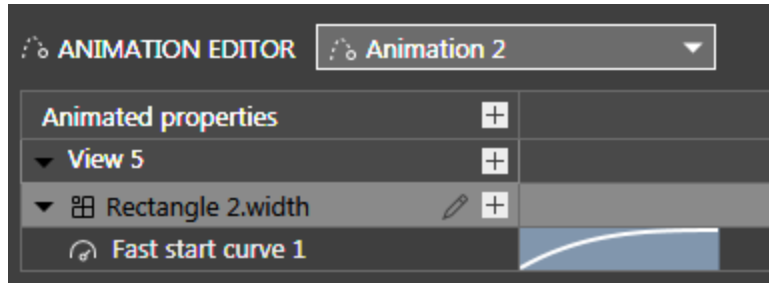 ANIMATION EDITOR Animation 2
Animated properties
View 5
Rectangle 2.width
Fast start curve 1